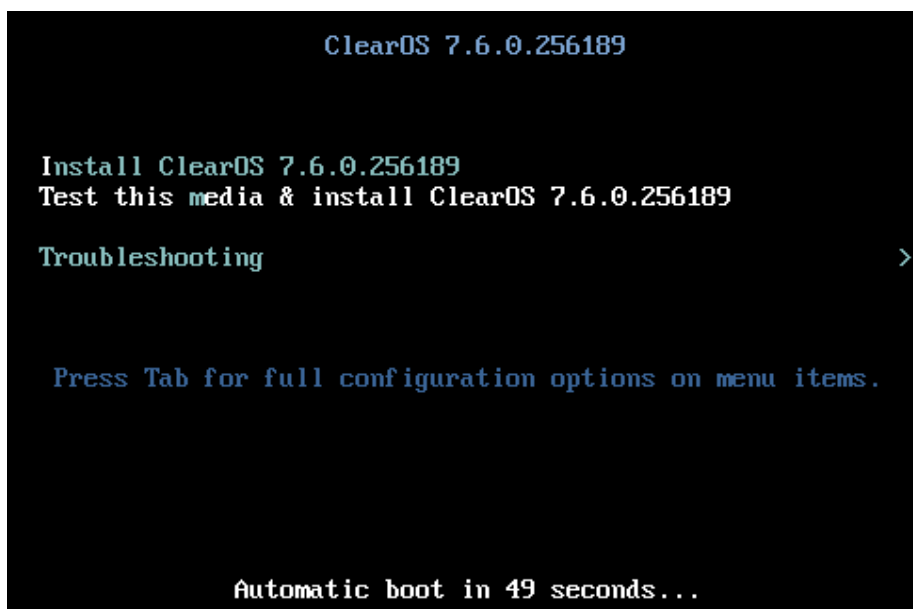 ClearOS 7.6.0.256189
Install ClearOS 7.6.0.256189
Test this media & install ClearOS 7.6.0.256189
Troubleshooting >
Press Tab for full configuration options on menu items.
Automatic boot in 49 seconds...